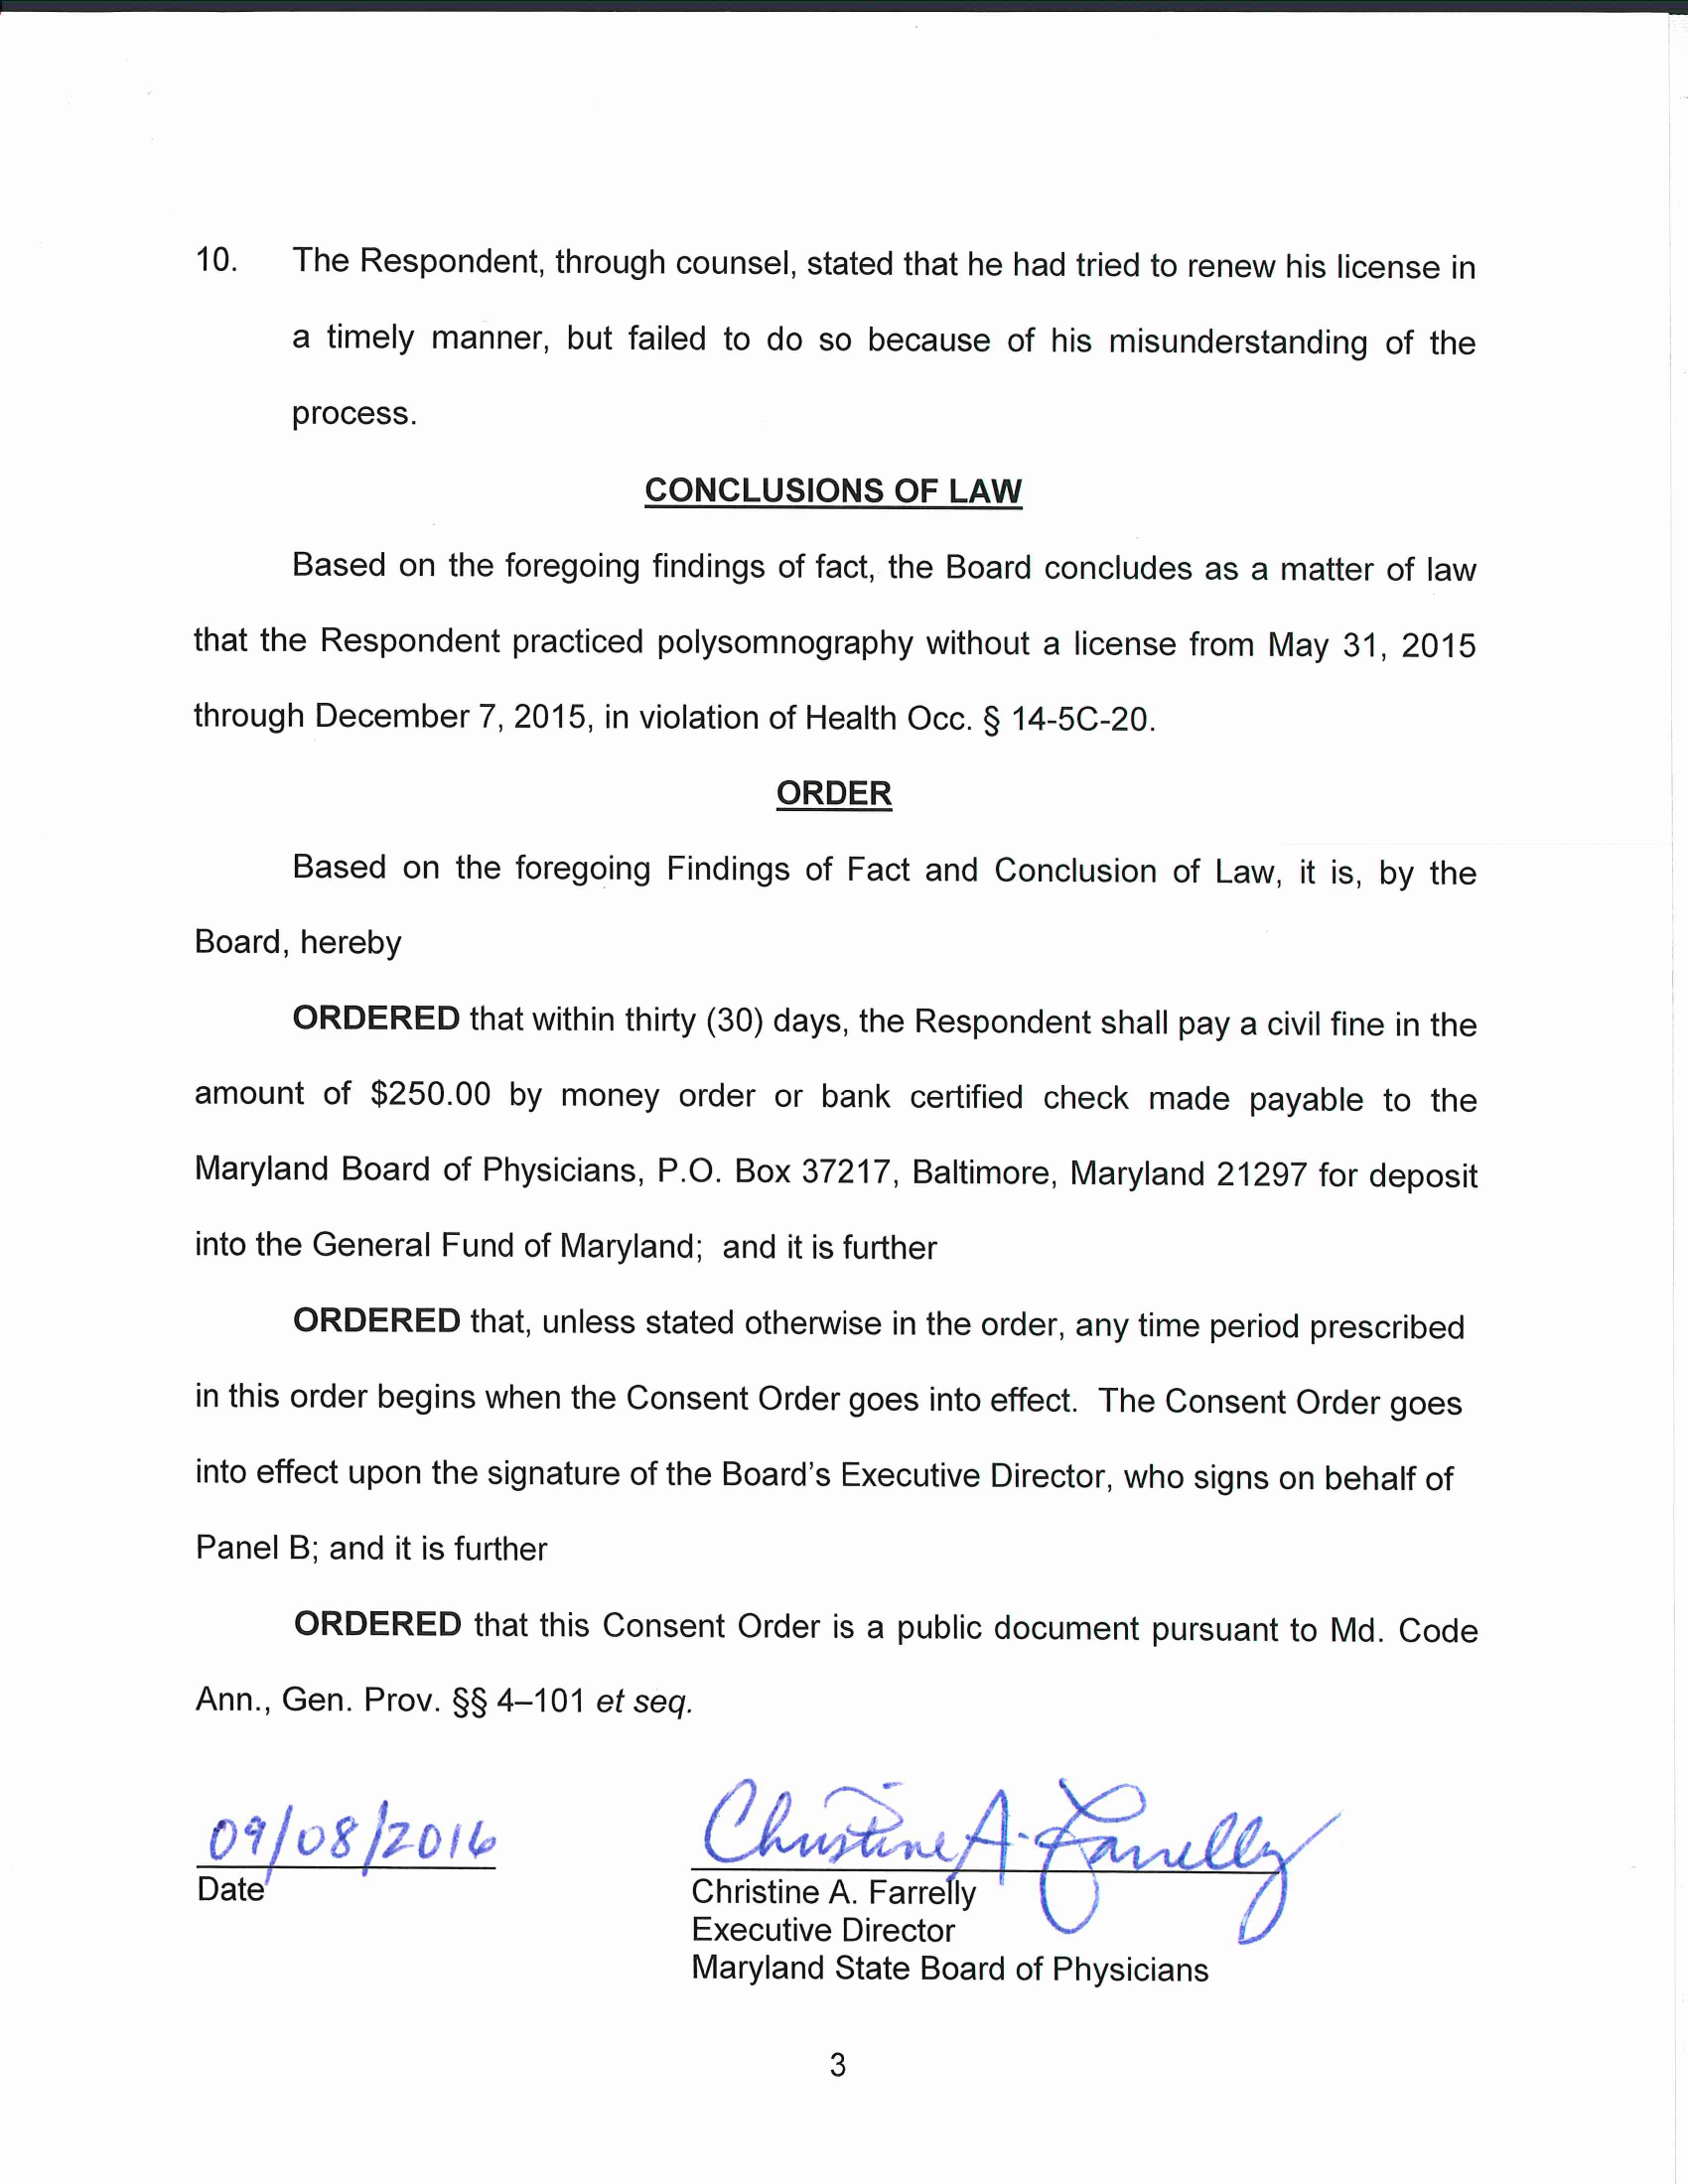 10. The Respondent, through counsel, stated that he had tried to renew his license in
a timely manner, but failed to do so because of his misunderstanding of the
process.
CONCLUSIONS OF LAW
Based on the foregoing findings of fact, the Board concludes as a matter of law
that the Respondent practiced polysomnography without a license from May 31, 2015
through December 7, 2015, in violation of Health Occ. § 14-5C-20.
ORDER
Based on the foregoing Findings of Fact and Conclusion of Law, it is, by the
Board, hereby
ORDERED that within thirty (30) days, the Respondent shall pay a civil fine in the
amount of $250.00 by money order or bank certified check made payable to the
Maryland Board of Physicians, P.O. Box 37217, Baltimore, Maryland 21297 for deposit
into the General Fund of Maryland; and it is further
ORDERED that, unless stated otherwise in the order, any time period prescribed
in this order begins when the Consent Order goes into effect. The Consent Order goes
into effect upon the signature of the Board's Executive Director, who signs on behalf of
Panel B; and it is further
ORDERED that this Consent Order is a public document pursuant to Md. Code
Ann., Gen. Prov. §§ 4–101 et seq.
09/08/2016 Christine A. Farrelly
Date Christine A. Farrelly
Executive Director
Maryland State Board of Physicians
3